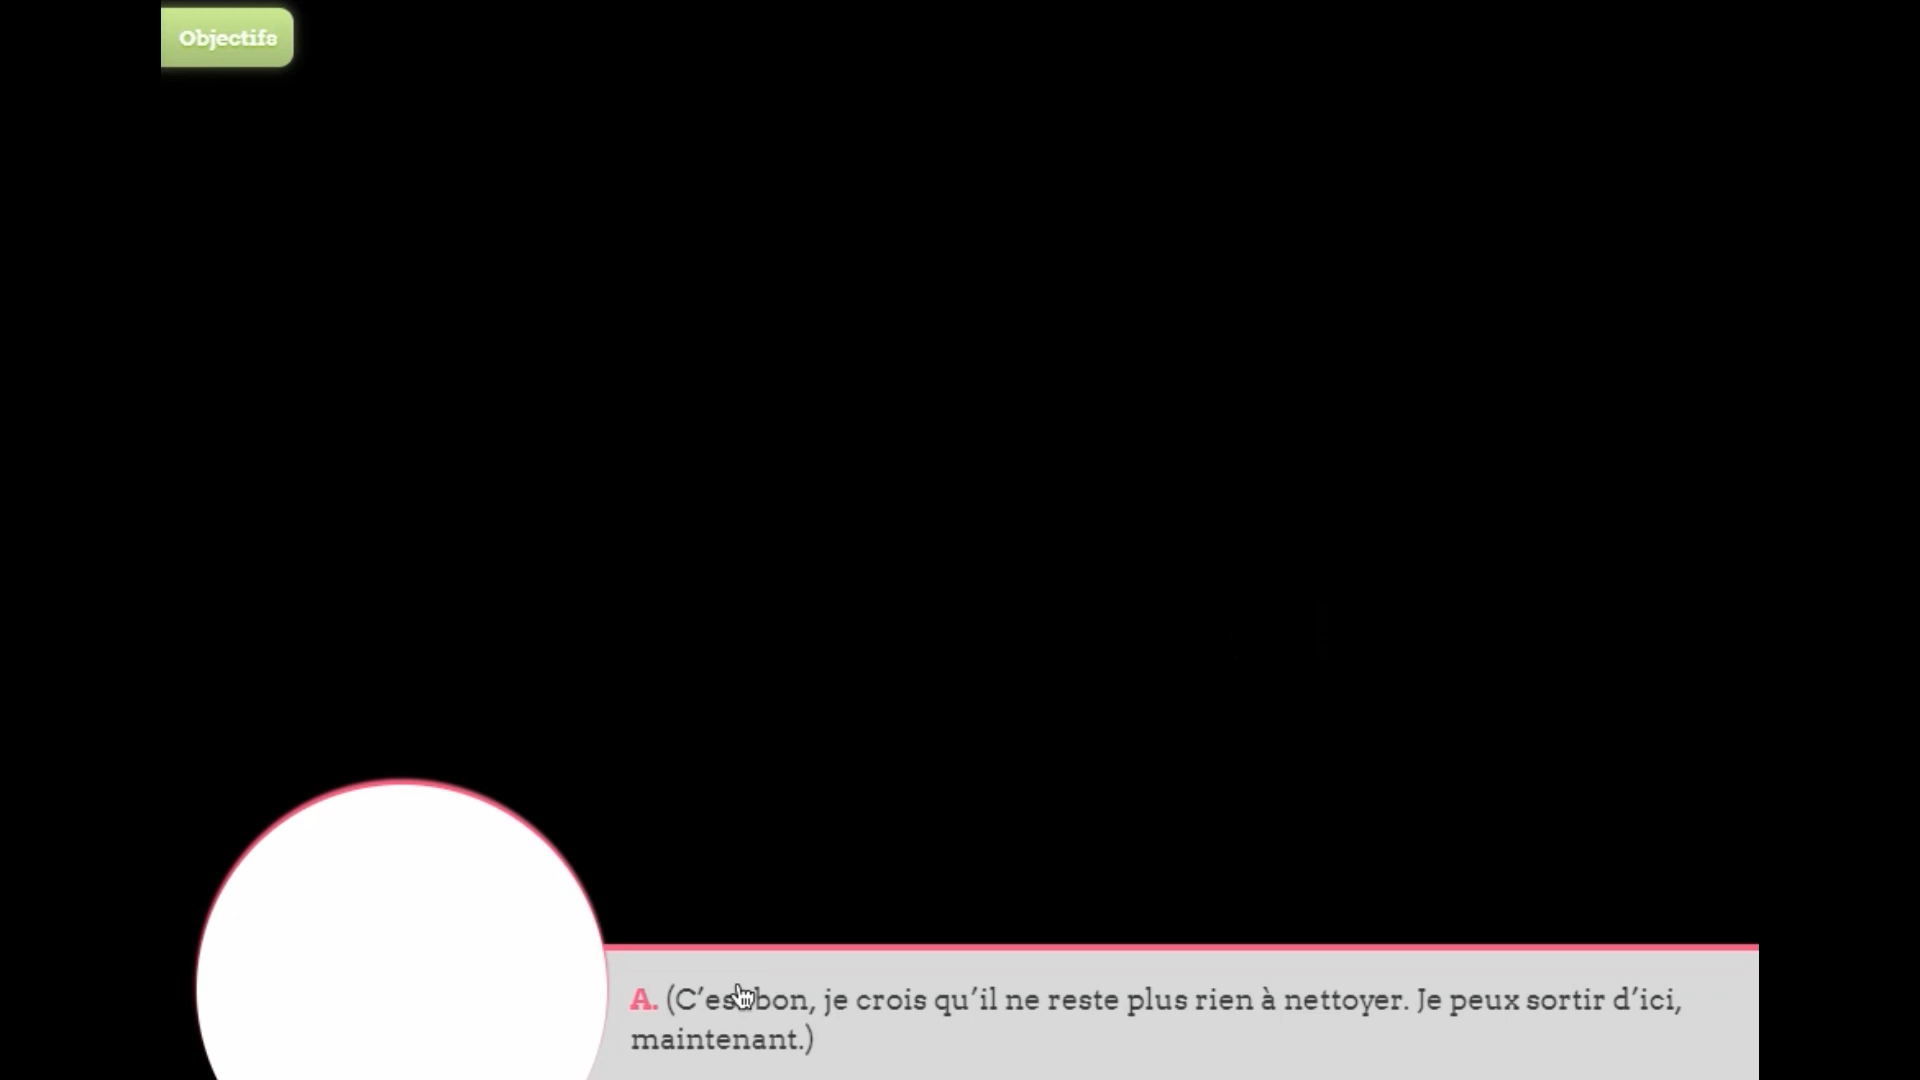 Objectifs
A. (C’est bon, je crois qu’il ne reste plus rien à nettoyer. Je peux sortir d’ici,
maintenant.)